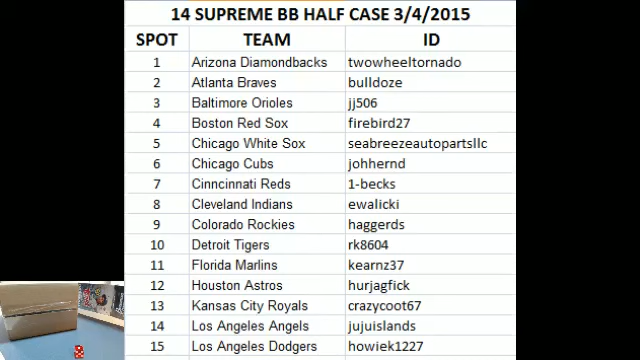 14 SUPREME BB HALF CASE 3/4/2015
SPOT TEAM ID
1 Arizona Diamondbacks twowheeltornado
2 Atlanta Braves bulldoze
3 Baltimore Orioles jj506
4 Boston Red Sox firebird27
5 Chicago White Sox seabreezeautopartsllc
6 Chicago Cubs johhernd
7 Cinncinnati Reds 1-becks
8 Cleveland Indians ewalicki
9 Colorado Rockies haggerds
10 Detroit Tigers rk8604
11 Florida Marlins kearnz37
12 Houston Astros hurjagfick
13 Kansas City Royals crazycoot67
14 Los Angeles Angels jujuislands
15 Los Angeles Dodgers howiek1227